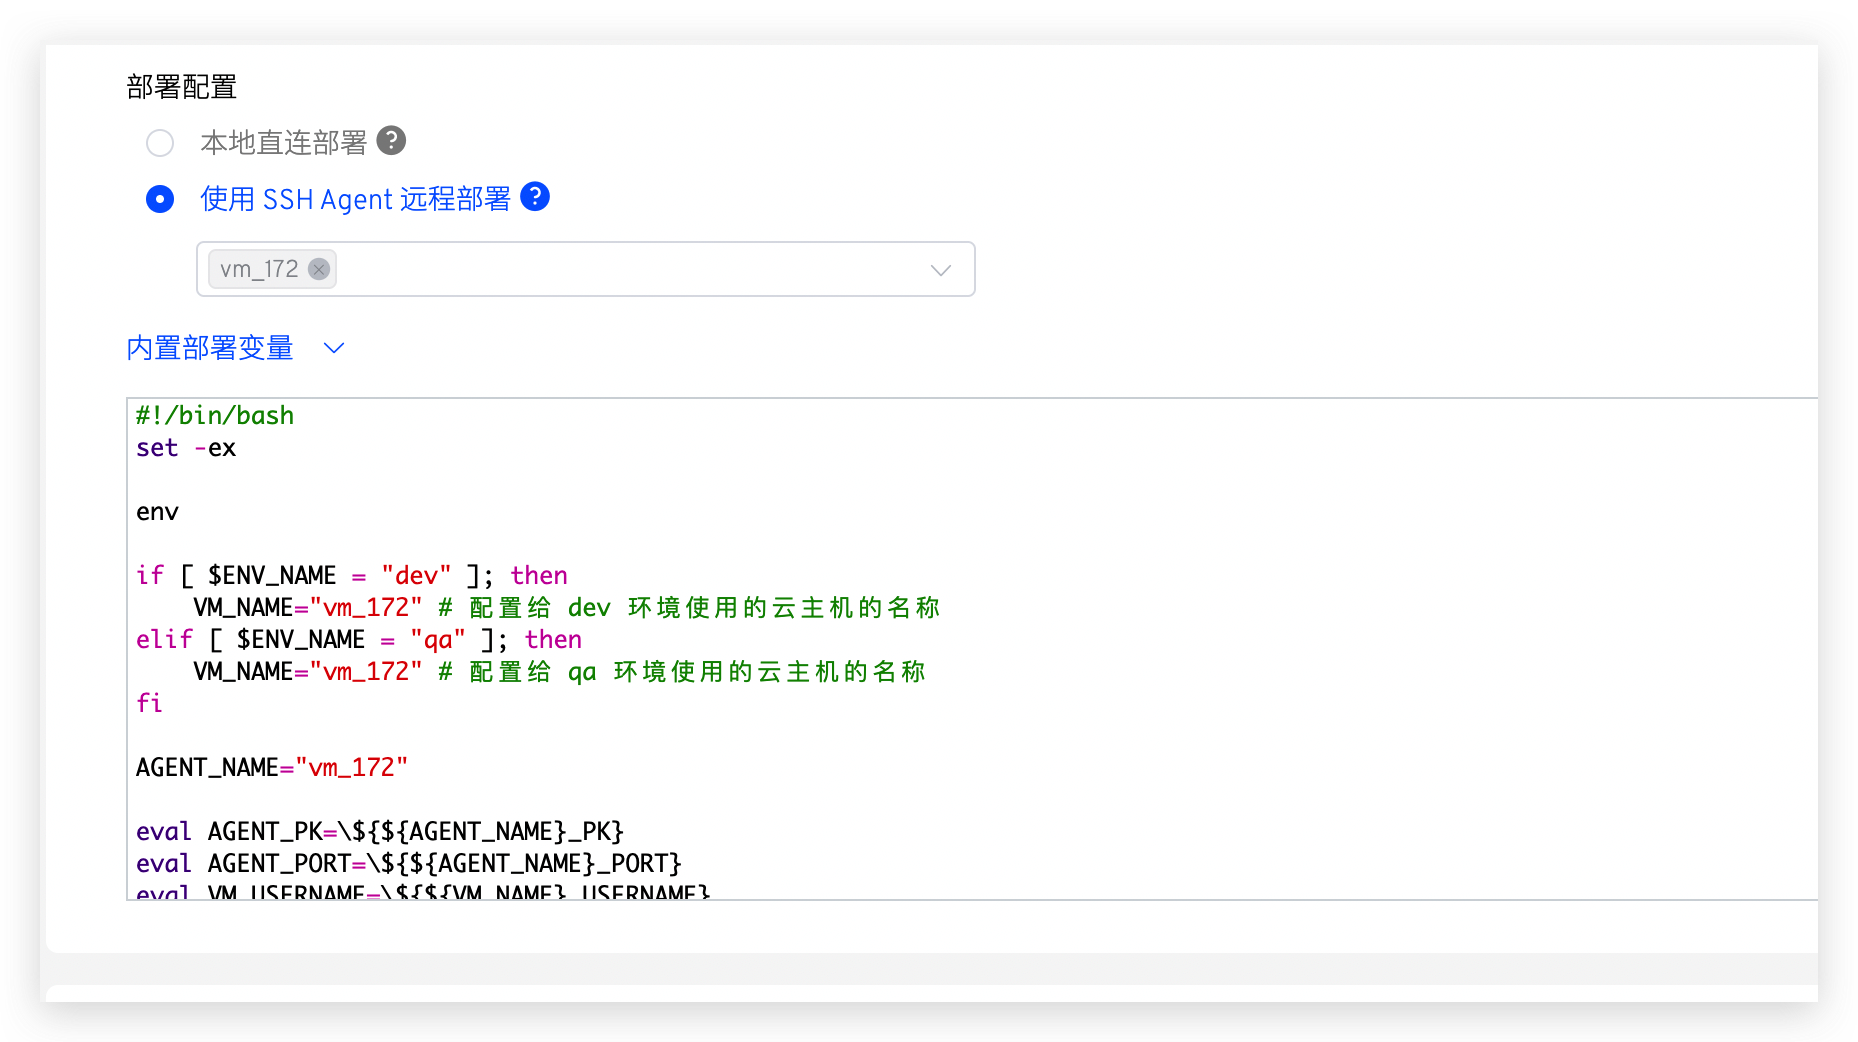 部署配置
本地直连部署 ?
使用 SSH Agent 远程部署 ?
vm_172
内置部署变量
#!/bin/bash
set -ex
env
if [ $ENV_NAME = "dev" ]; then
VM_NAME="vm_172" # 配置给 dev 环境使用的云主机的名称
elif [ $ENV_NAME = "qa" ]; then
VM_NAME="vm_172" # 配置给 qa 环境使用的云主机的名称
fi
AGENT_NAME="vm_172"
eval AGENT_PK=\${${AGENT_NAME}_PK}
eval AGENT_PORT=\${${AGENT_NAME}_PORT}
eval VM_USERNAME=\${${VM_NAME}_USERNAME}